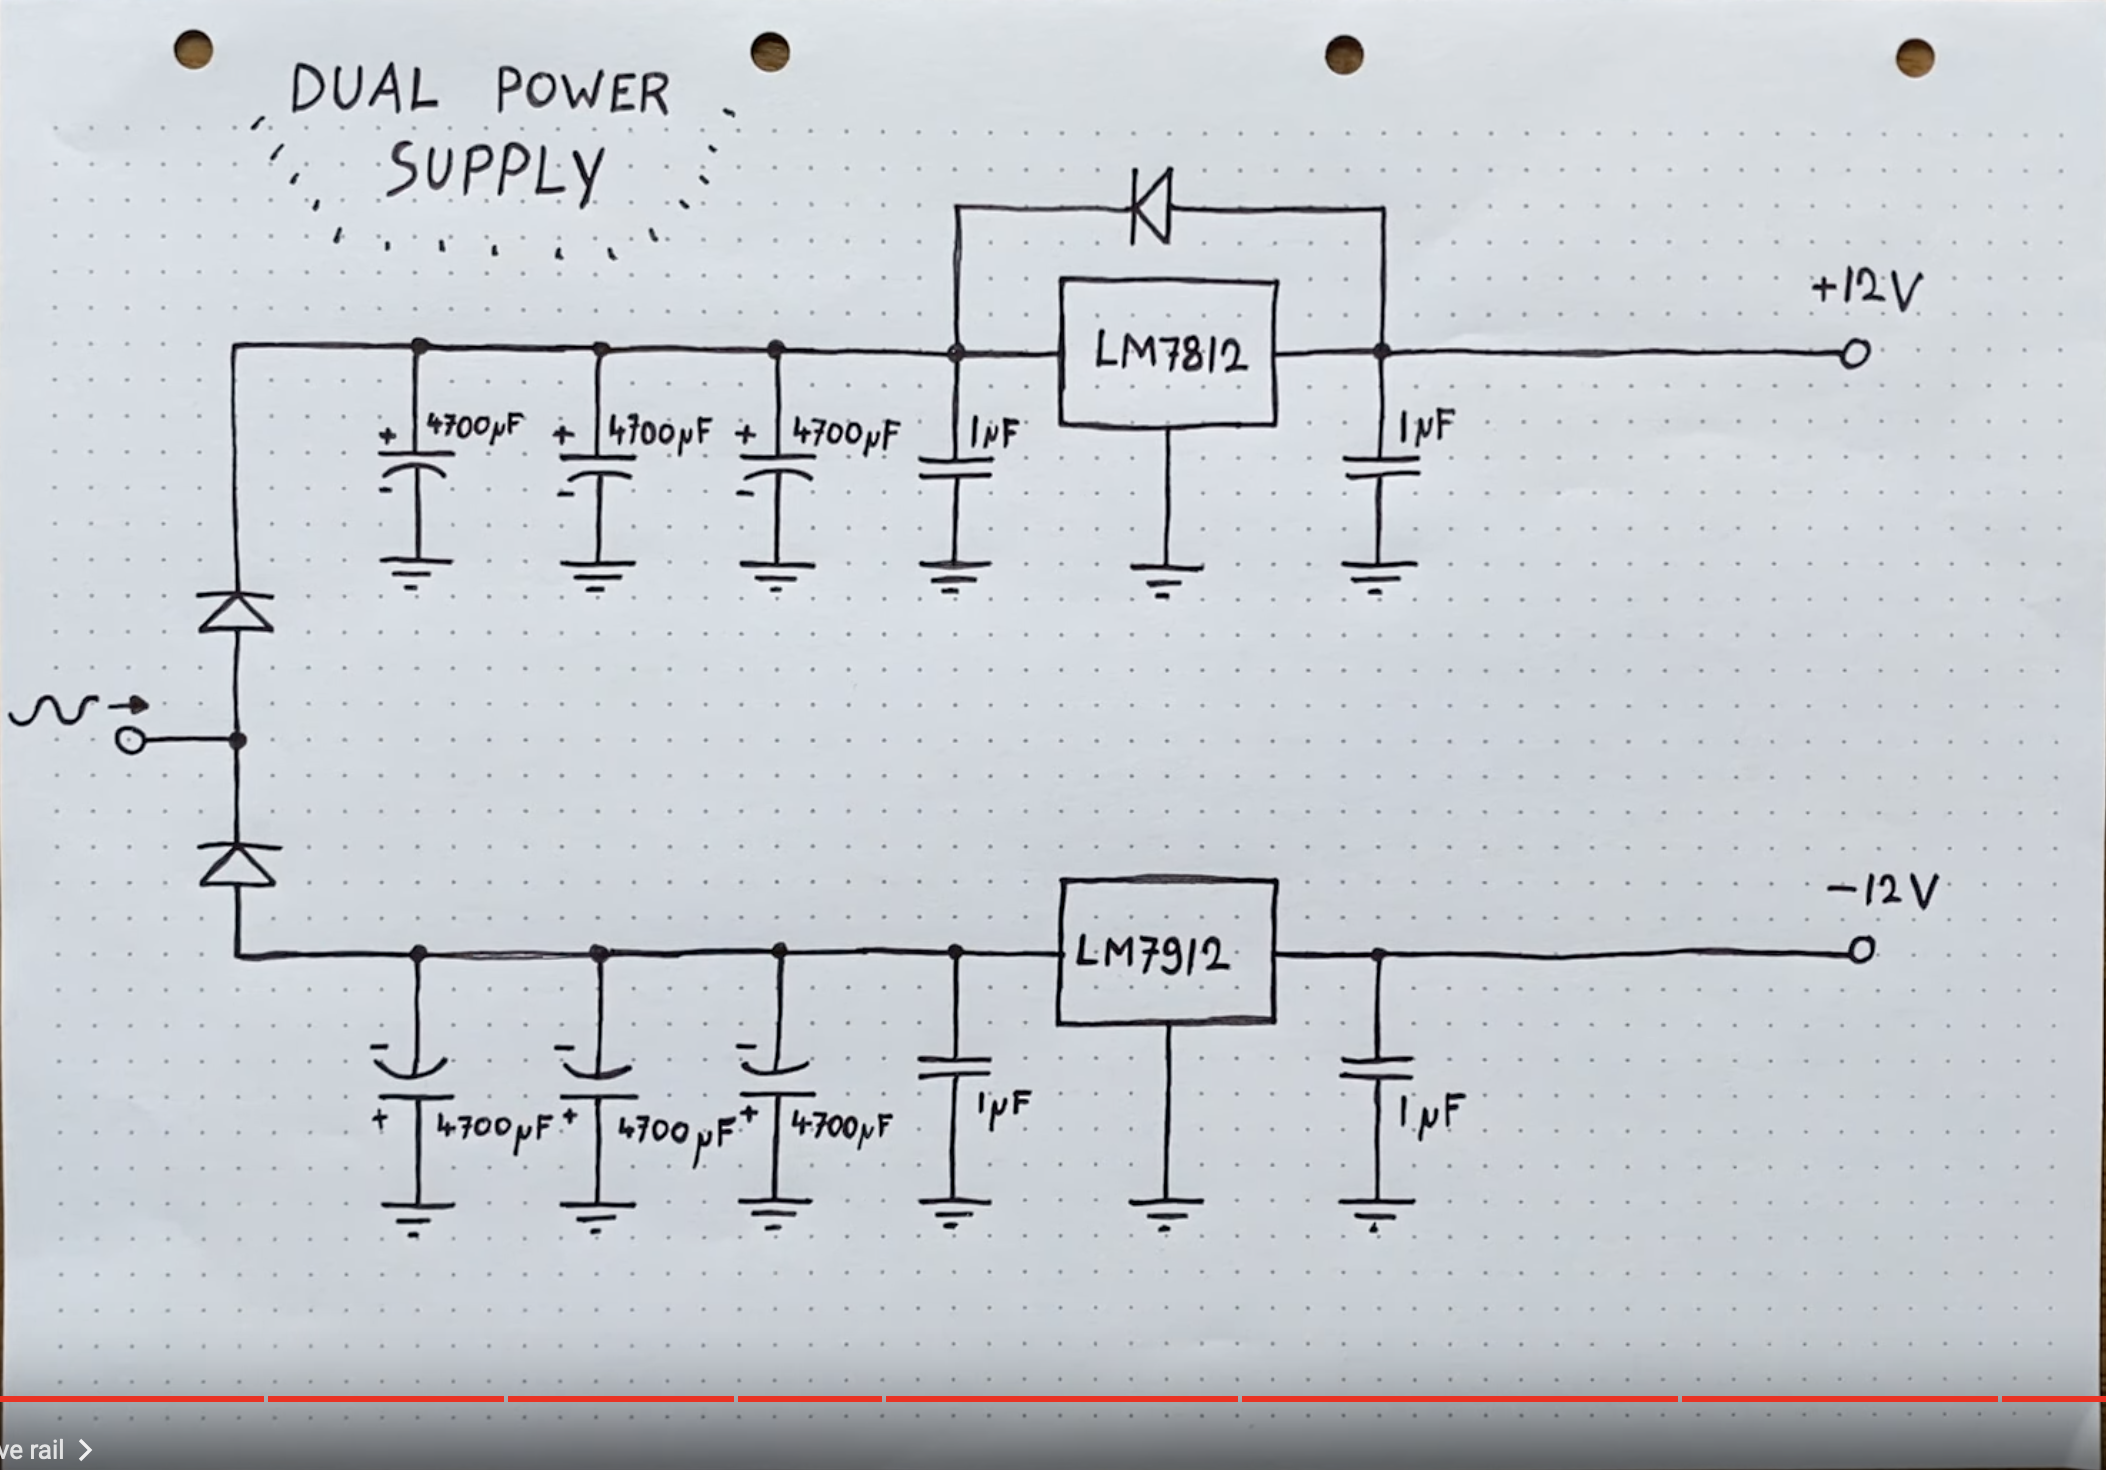 DUAL POWER
SUPPLY
+12V
LM7812
+ 4700µF + 4700µF + 4700µF 1µF 1µF
- - -
-12V
LM7912
- - -
+ 4700µF + 4700µF + 4700µF 1µF 1µF
ve rail